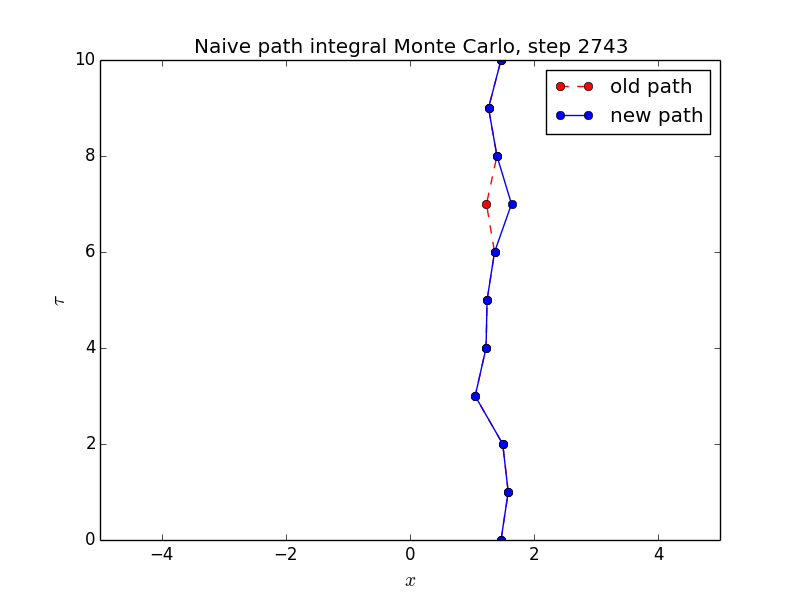 Naive path integral Monte Carlo, step 2743
old path
new path
10
8
6
4
2
0
τ
−4 −2 0 2 4
x